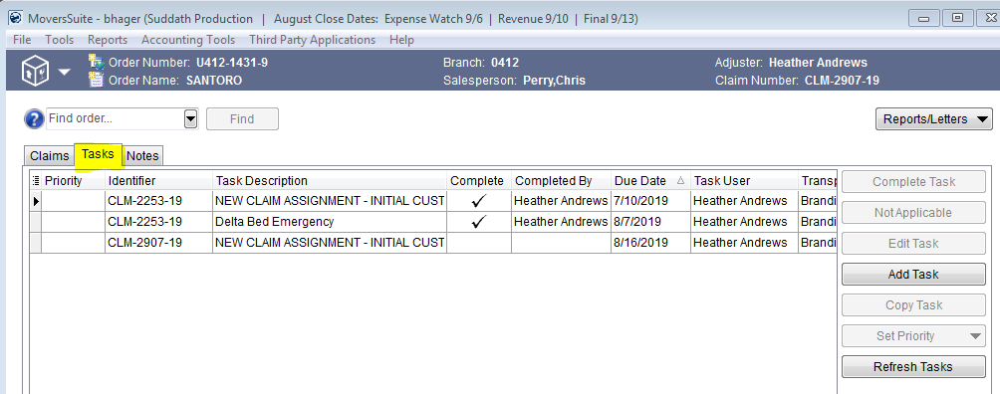 MoversSuite - bhager (Suddath Production | August Close Dates: Expense Watch 9/6 | Revenue 9/10 | Final 9/13)
File Tools Reports Accounting Tools Third Party Applications Help
Order Number: U412-1431-9 Branch: 0412 Adjuster: Heather Andrews
Order Name: SANTORO Salesperson: Perry,Chris Claim Number: CLM-2907-19
? Find order... Find Reports/Letters
Claims Tasks Notes
Priority Identifier Task Description Complete Completed By Due Date Task User Transp
CLM-2253-19 NEW CLAIM ASSIGNMENT - INITIAL CUST Heather Andrews 7/10/2019 Heather Andrews Brandi
CLM-2253-19 Delta Bed Emergency Heather Andrews 8/7/2019 Heather Andrews Brandi
CLM-2907-19 NEW CLAIM ASSIGNMENT - INITIAL CUST 8/16/2019 Heather Andrews Brandi
Complete Task
Not Applicable
Edit Task
Add Task
Copy Task
Set Priority
Refresh Tasks